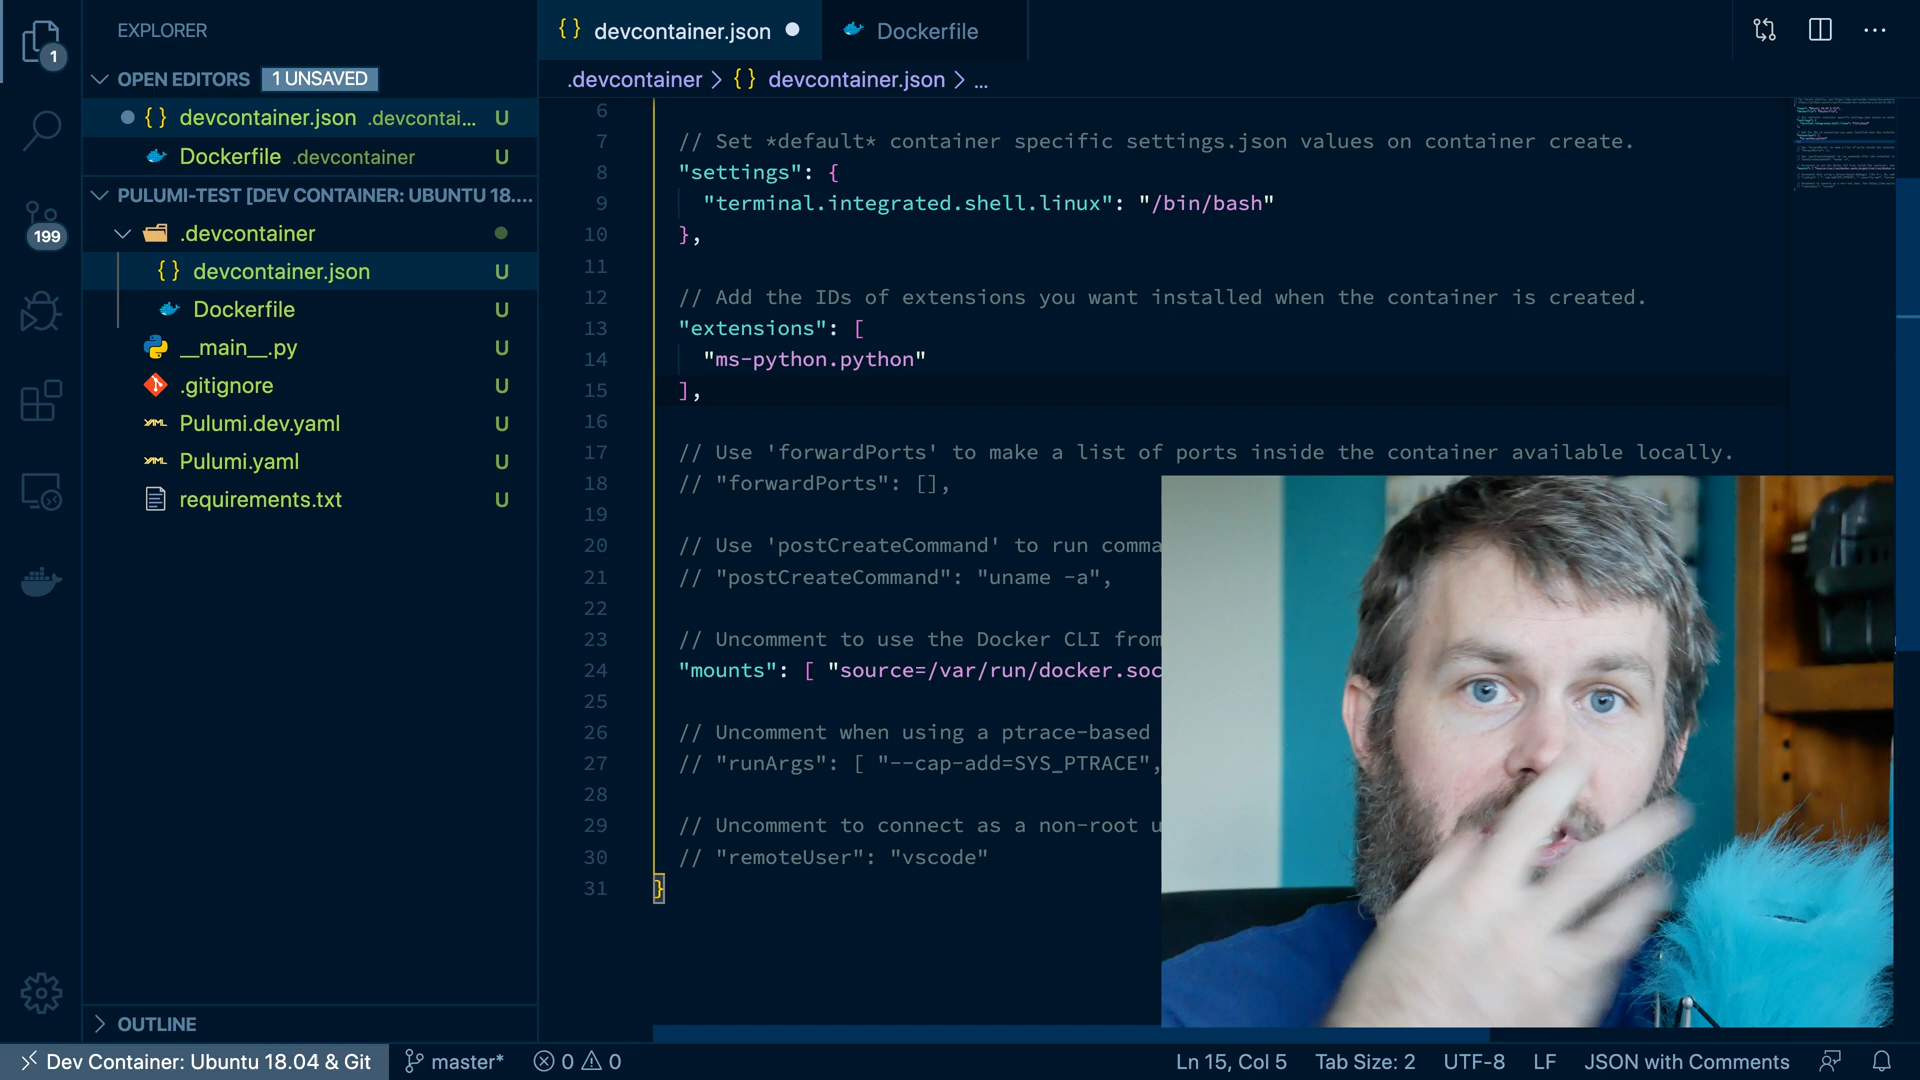 1
199
EXPLORER
OPEN EDITORS 1 UNSAVED
devcontainer.json .devcontai... U
Dockerfile .devcontainer U
PULUMI-TEST [DEV CONTAINER: UBUNTU 18....
.devcontainer
devcontainer.json U
Dockerfile U
__main__.py U
.gitignore U
Pulumi.dev.yaml U
Pulumi.yaml U
requirements.txt U
OUTLINE
{} devcontainer.json Dockerfile
.devcontainer > {} devcontainer.json > ...
6
7 // Set *default* container specific settings.json values on container create.
8 "settings": {
9 "terminal.integrated.shell.linux": "/bin/bash"
10 },
11
12 // Add the IDs of extensions you want installed when the container is created.
13 "extensions": [
14 "ms-python.python"
15 ],
16
17 // Use 'forwardPorts' to make a list of ports inside the container available locally.
18 // "forwardPorts": [],
19
20 // Use 'postCreateCommand' to run comma
21 // "postCreateCommand": "uname -a",
22
23 // Uncomment to use the Docker CLI from
24 "mounts": [ "source=/var/run/docker.soc
25
26 // Uncomment when using a ptrace-based
27 // "runArgs": [ "--cap-add=SYS_PTRACE",
28
29 // Uncomment to connect as a non-root u
30 // "remoteUser": "vscode"
31 }
Dev Container: Ubuntu 18.04 & Git master* 0 0 Ln 15, Col 5 Tab Size: 2 UTF-8 LF JSON with Comments